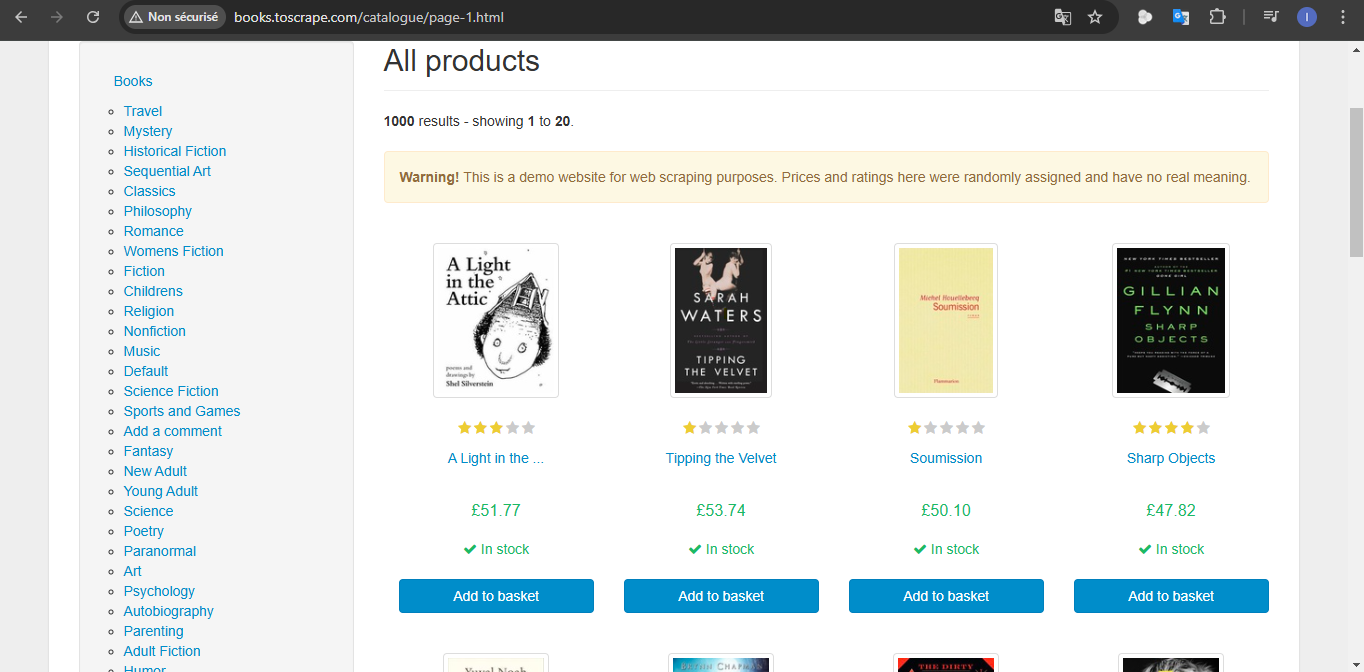 Non sécurisé books.toscrape.com/catalogue/page-1.html
I
Books
Travel
Mystery
Historical Fiction
Sequential Art
Classics
Philosophy
Romance
Womens Fiction
Fiction
Childrens
Religion
Nonfiction
Music
Default
Science Fiction
Sports and Games
Add a comment
Fantasy
New Adult
Young Adult
Science
Poetry
Paranormal
Art
Psychology
Autobiography
Parenting
Adult Fiction
Humor
All products
1000 results - showing 1 to 20.
Warning! This is a demo website for web scraping purposes. Prices and ratings here were randomly assigned and have no real meaning.
A Light
in the
Attic
poems and
drawings by
Shel Silverstein
A Light in the ...
£51.77
In stock
Add to basket
SARAH
WATERS
TIPPING
THE VELVET
Tipping the Velvet
£53.74
In stock
Add to basket
Michel Houellebecq
Soumission
Flammarion
Soumission
£50.10
In stock
Add to basket
NEW YORK TIMES BESTSELLER
GILLIAN
FLYNN
SHARP
OBJECTS
Sharp Objects
£47.82
In stock
Add to basket
Yuval Noah
THE DIRTY